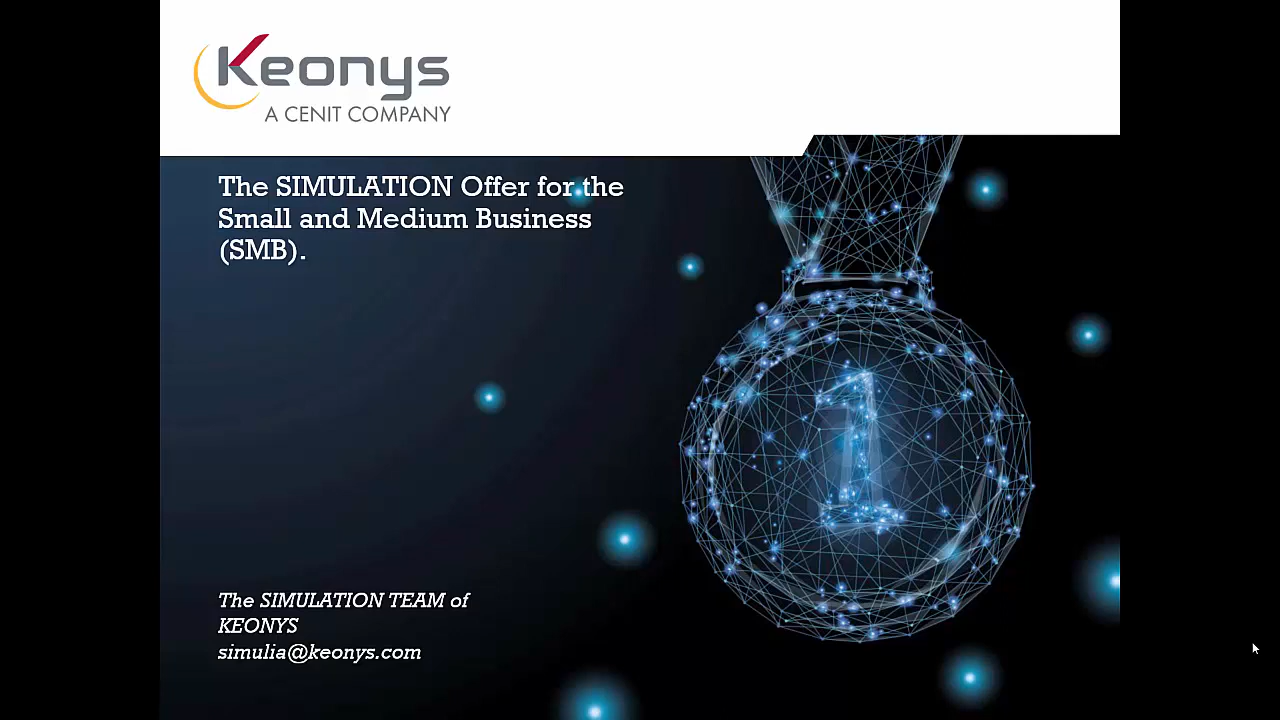 Keonys
A CENIT COMPANY
The SIMULATION Offer for the
Small and Medium Business
(SMB).
1
The SIMULATION TEAM of
KEONYS
simulia@keonys.com